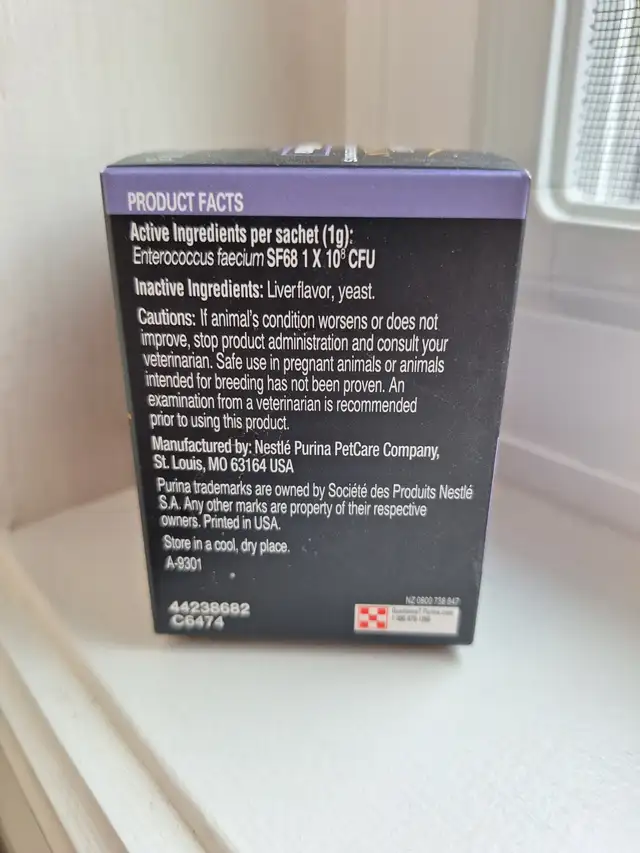 PRODUCT FACTS
Active Ingredients per sachet (1g):
Enterococcus faecium SF68 1 X 10⁸ CFU
Inactive Ingredients: Liverflavor, yeast.
Cautions: If animal's condition worsens or does not
improve, stop product administration and consult your
veterinarian. Safe use in pregnant animals or animals
intended for breeding has not been proven. An
examination from a veterinarian is recommended
prior to using this product.
Manufactured by: Nestlé Purina PetCare Company,
St. Louis, MO 63164 USA
Purina trademarks are owned by Société des Produits Nestlé
S.A. Any other marks are property of their respective
owners. Printed in USA.
Store in a cool, dry place.
A-9301
44238682
C6474
NZ 0800 738 847